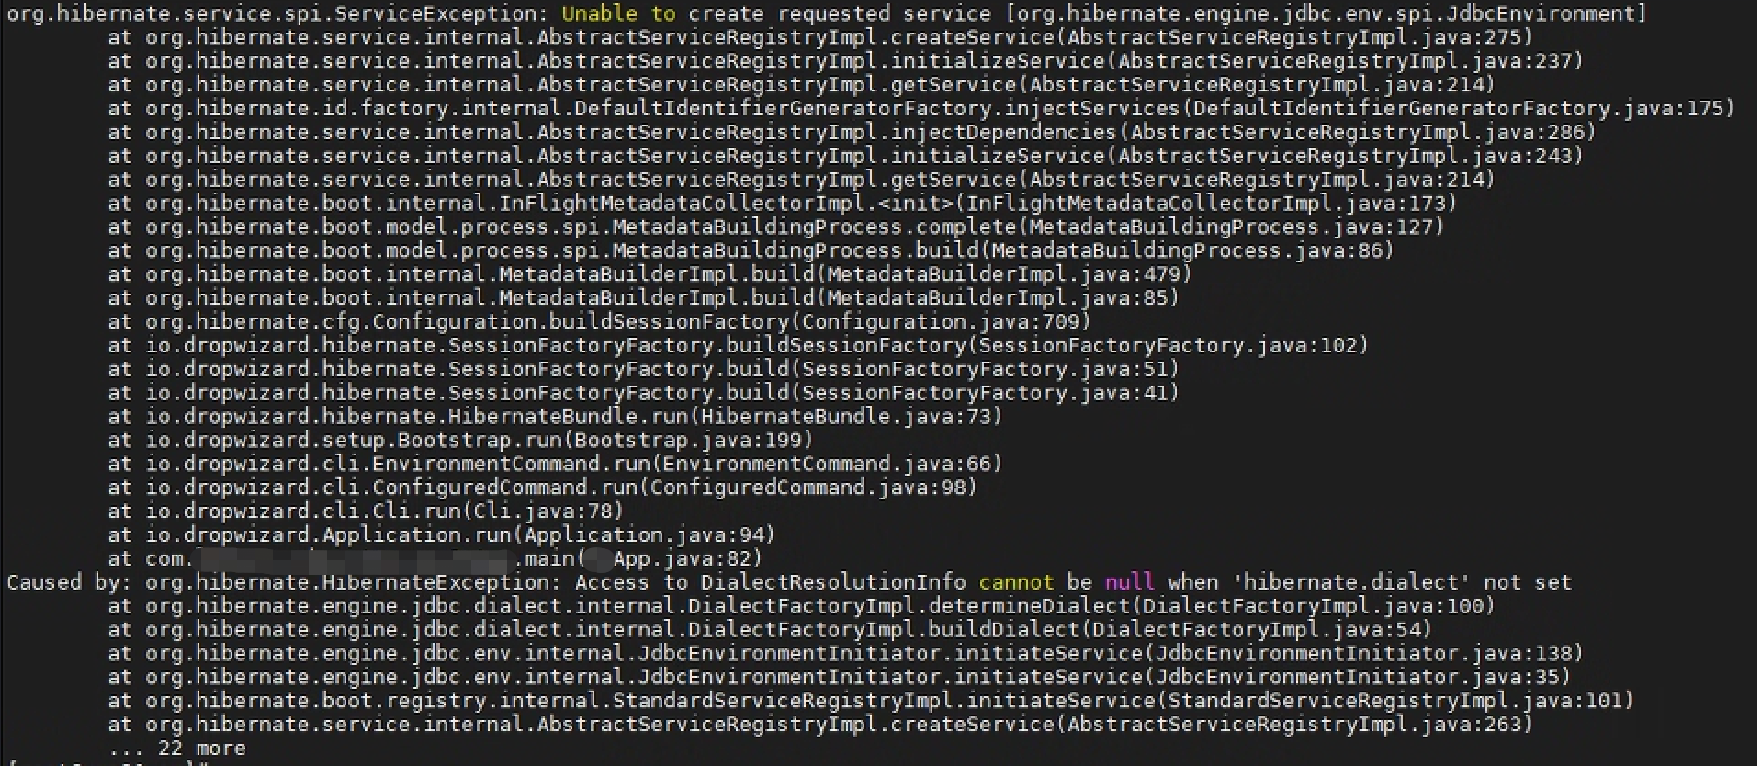 org.hibernate.service.spi.ServiceException: Unable to create requested service [org.hibernate.engine.jdbc.env.spi.JdbcEnvironment]
at org.hibernate.service.internal.AbstractServiceRegistryImpl.createService(AbstractServiceRegistryImpl.java:275)
at org.hibernate.service.internal.AbstractServiceRegistryImpl.initializeService(AbstractServiceRegistryImpl.java:237)
at org.hibernate.service.internal.AbstractServiceRegistryImpl.getService(AbstractServiceRegistryImpl.java:214)
at org.hibernate.id.factory.internal.DefaultIdentifierGeneratorFactory.injectServices(DefaultIdentifierGeneratorFactory.java:175)
at org.hibernate.service.internal.AbstractServiceRegistryImpl.injectDependencies(AbstractServiceRegistryImpl.java:286)
at org.hibernate.service.internal.AbstractServiceRegistryImpl.initializeService(AbstractServiceRegistryImpl.java:243)
at org.hibernate.service.internal.AbstractServiceRegistryImpl.getService(AbstractServiceRegistryImpl.java:214)
at org.hibernate.boot.internal.InFlightMetadataCollectorImpl.<init>(InFlightMetadataCollectorImpl.java:173)
at org.hibernate.boot.model.process.spi.MetadataBuildingProcess.complete(MetadataBuildingProcess.java:127)
at org.hibernate.boot.model.process.spi.MetadataBuildingProcess.build(MetadataBuildingProcess.java:86)
at org.hibernate.boot.internal.MetadataBuilderImpl.build(MetadataBuilderImpl.java:479)
at org.hibernate.boot.internal.MetadataBuilderImpl.build(MetadataBuilderImpl.java:85)
at org.hibernate.cfg.Configuration.buildSessionFactory(Configuration.java:709)
at io.dropwizard.hibernate.SessionFactoryFactory.buildSessionFactory(SessionFactoryFactory.java:102)
at io.dropwizard.hibernate.SessionFactoryFactory.build(SessionFactoryFactory.java:51)
at io.dropwizard.hibernate.SessionFactoryFactory.build(SessionFactoryFactory.java:41)
at io.dropwizard.hibernate.HibernateBundle.run(HibernateBundle.java:73)
at io.dropwizard.setup.Bootstrap.run(Bootstrap.java:199)
at io.dropwizard.cli.EnvironmentCommand.run(EnvironmentCommand.java:66)
at io.dropwizard.cli.ConfiguredCommand.run(ConfiguredCommand.java:98)
at io.dropwizard.cli.Cli.run(Cli.java:78)
at io.dropwizard.Application.run(Application.java:94)
at com. .main( App.java:82)
Caused by: org.hibernate.HibernateException: Access to DialectResolutionInfo cannot be null when 'hibernate.dialect' not set
at org.hibernate.engine.jdbc.dialect.internal.DialectFactoryImpl.determineDialect(DialectFactoryImpl.java:100)
at org.hibernate.engine.jdbc.dialect.internal.DialectFactoryImpl.buildDialect(DialectFactoryImpl.java:54)
at org.hibernate.engine.jdbc.env.internal.JdbcEnvironmentInitiator.initiateService(JdbcEnvironmentInitiator.java:138)
at org.hibernate.engine.jdbc.env.internal.JdbcEnvironmentInitiator.initiateService(JdbcEnvironmentInitiator.java:35)
at org.hibernate.boot.registry.internal.StandardServiceRegistryImpl.initiateService(StandardServiceRegistryImpl.java:101)
at org.hibernate.service.internal.AbstractServiceRegistryImpl.createService(AbstractServiceRegistryImpl.java:263)
... 22 more